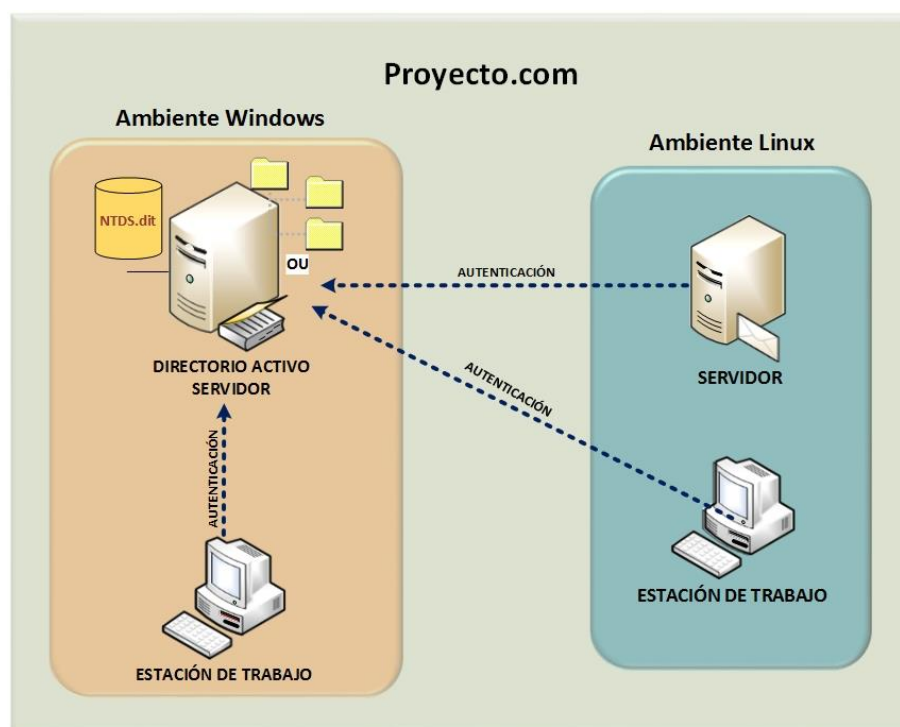 Proyecto.com
Ambiente Windows
Ambiente Linux
NTDS.dit
OU
AUTENTICACIÓN
DIRECTORIO ACTIVO
SERVIDOR
SERVIDOR
AUTENTICACIÓN
AUTENTICACIÓN
ESTACIÓN DE TRABAJO
ESTACIÓN DE TRABAJO